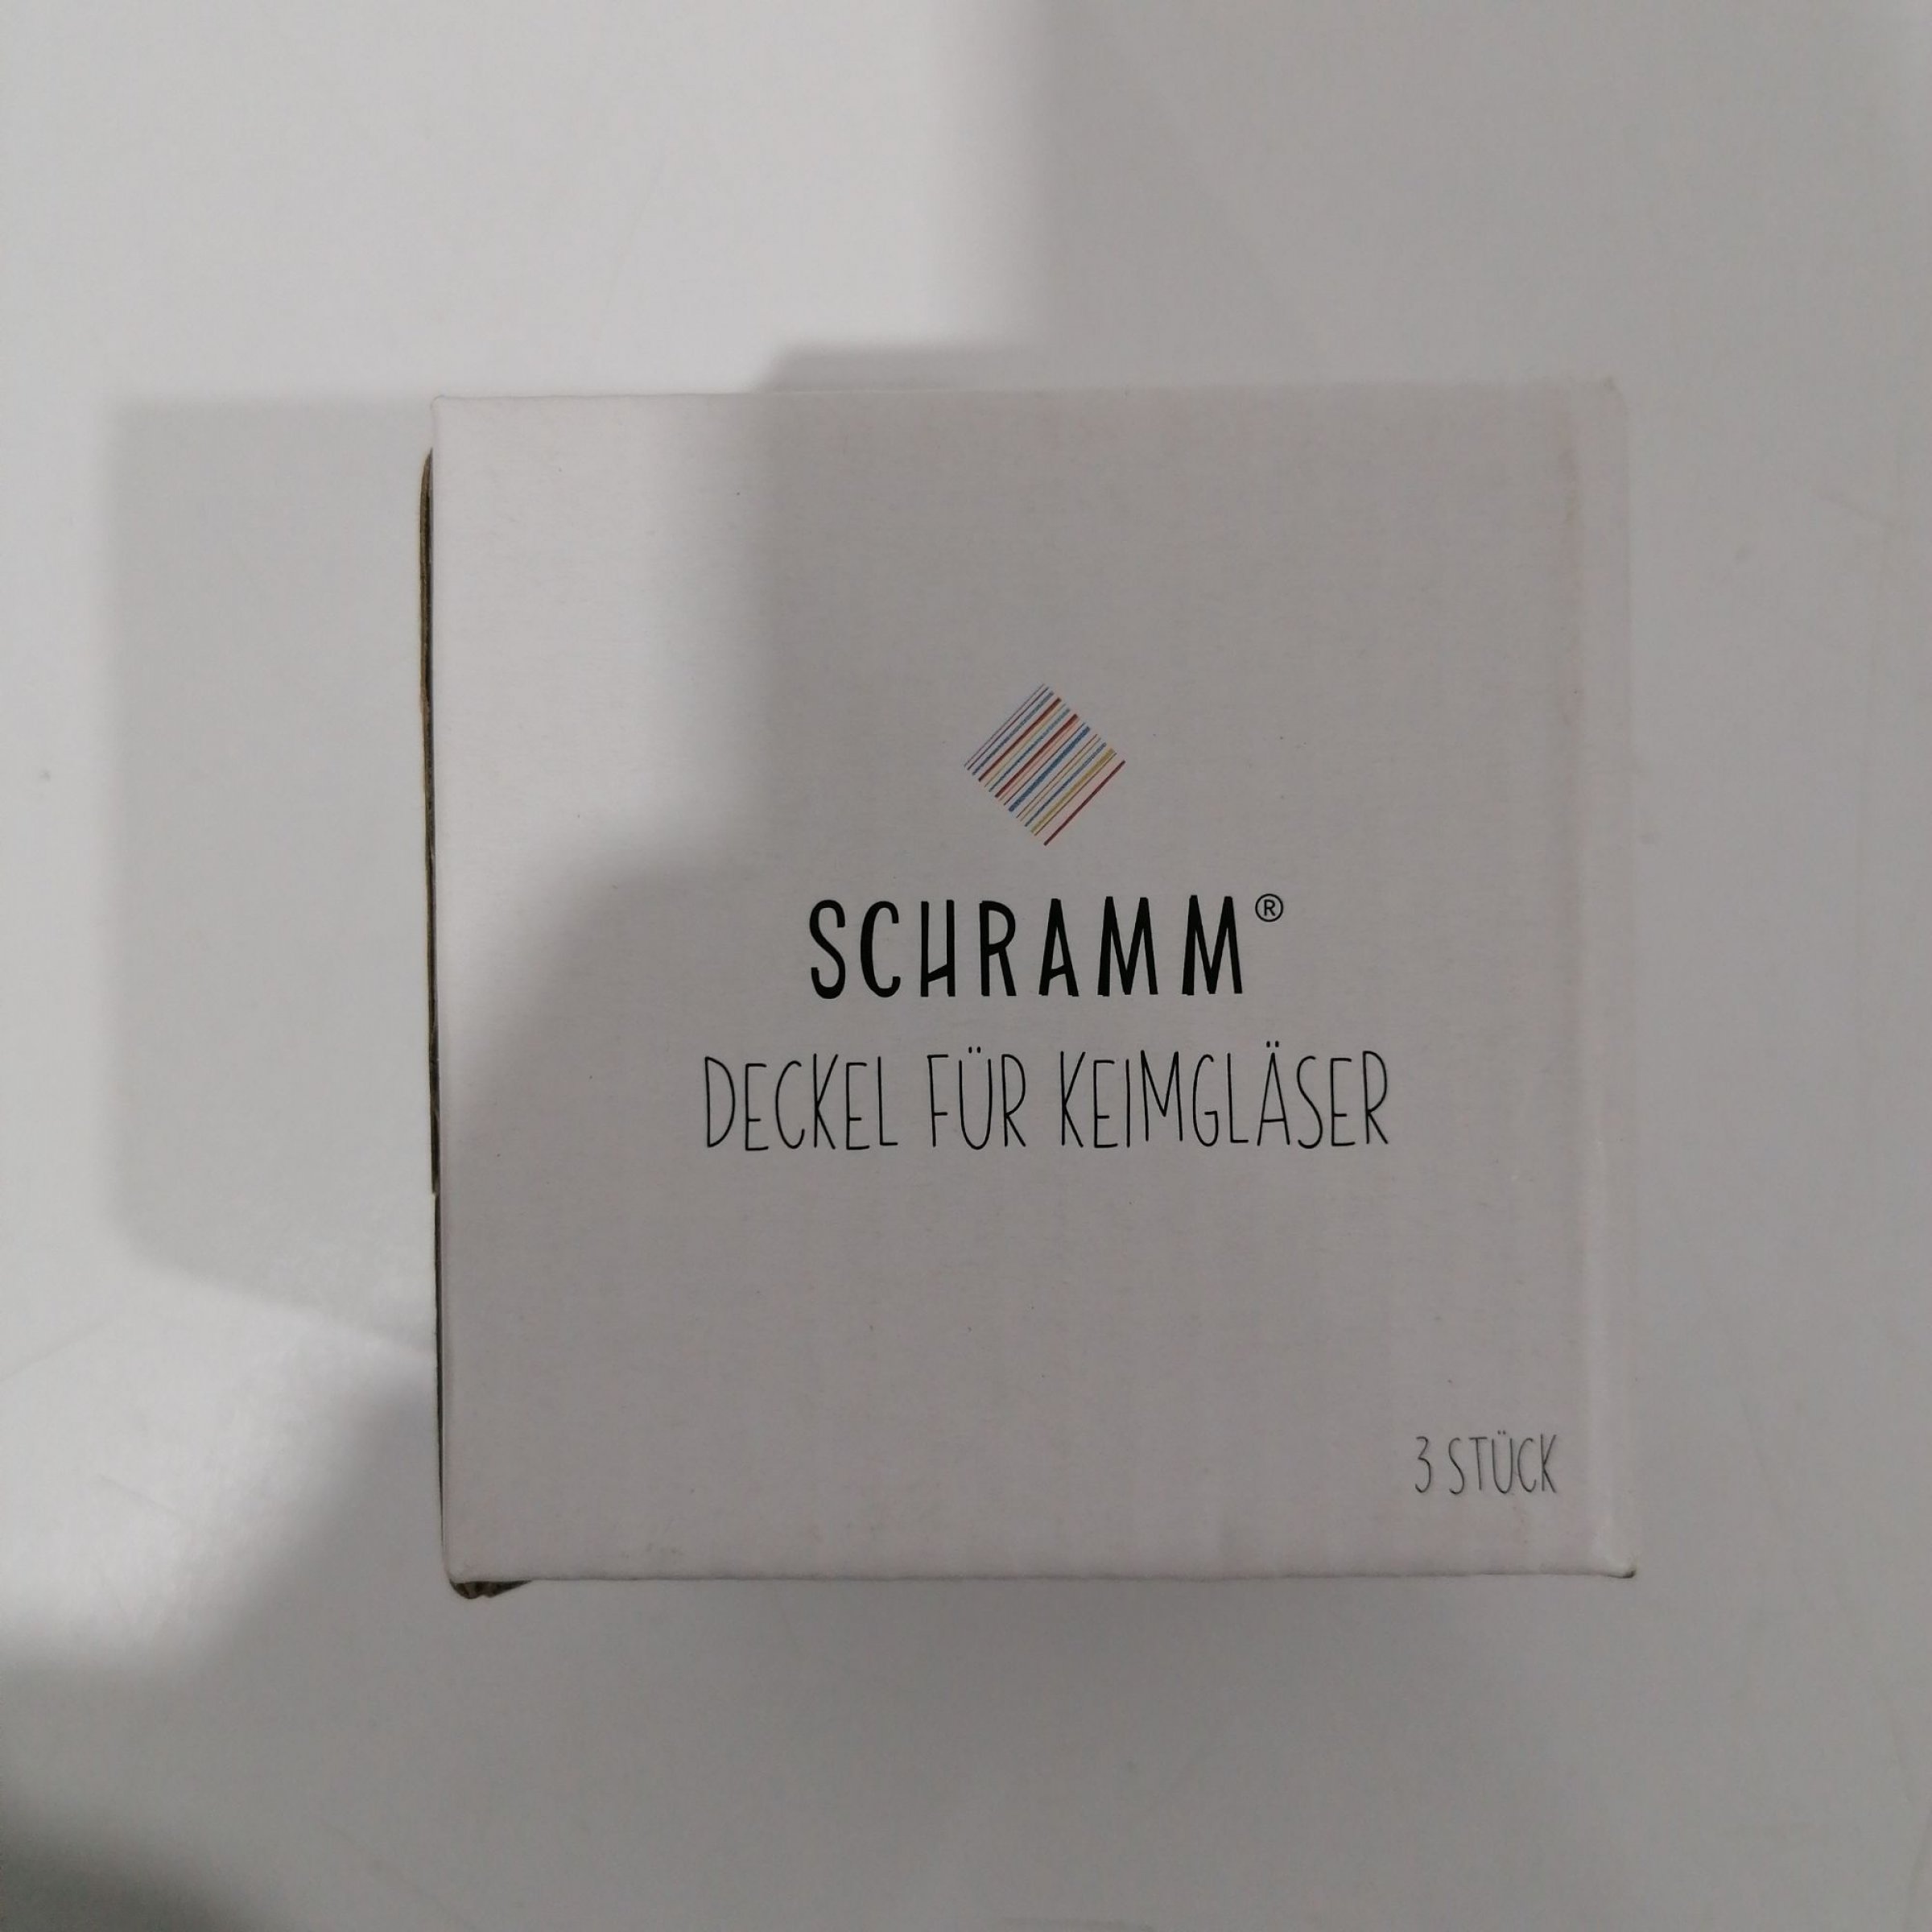 SCHRAMM®
DECKEL FÜR KEIMGLÄSER
3 STÜCK